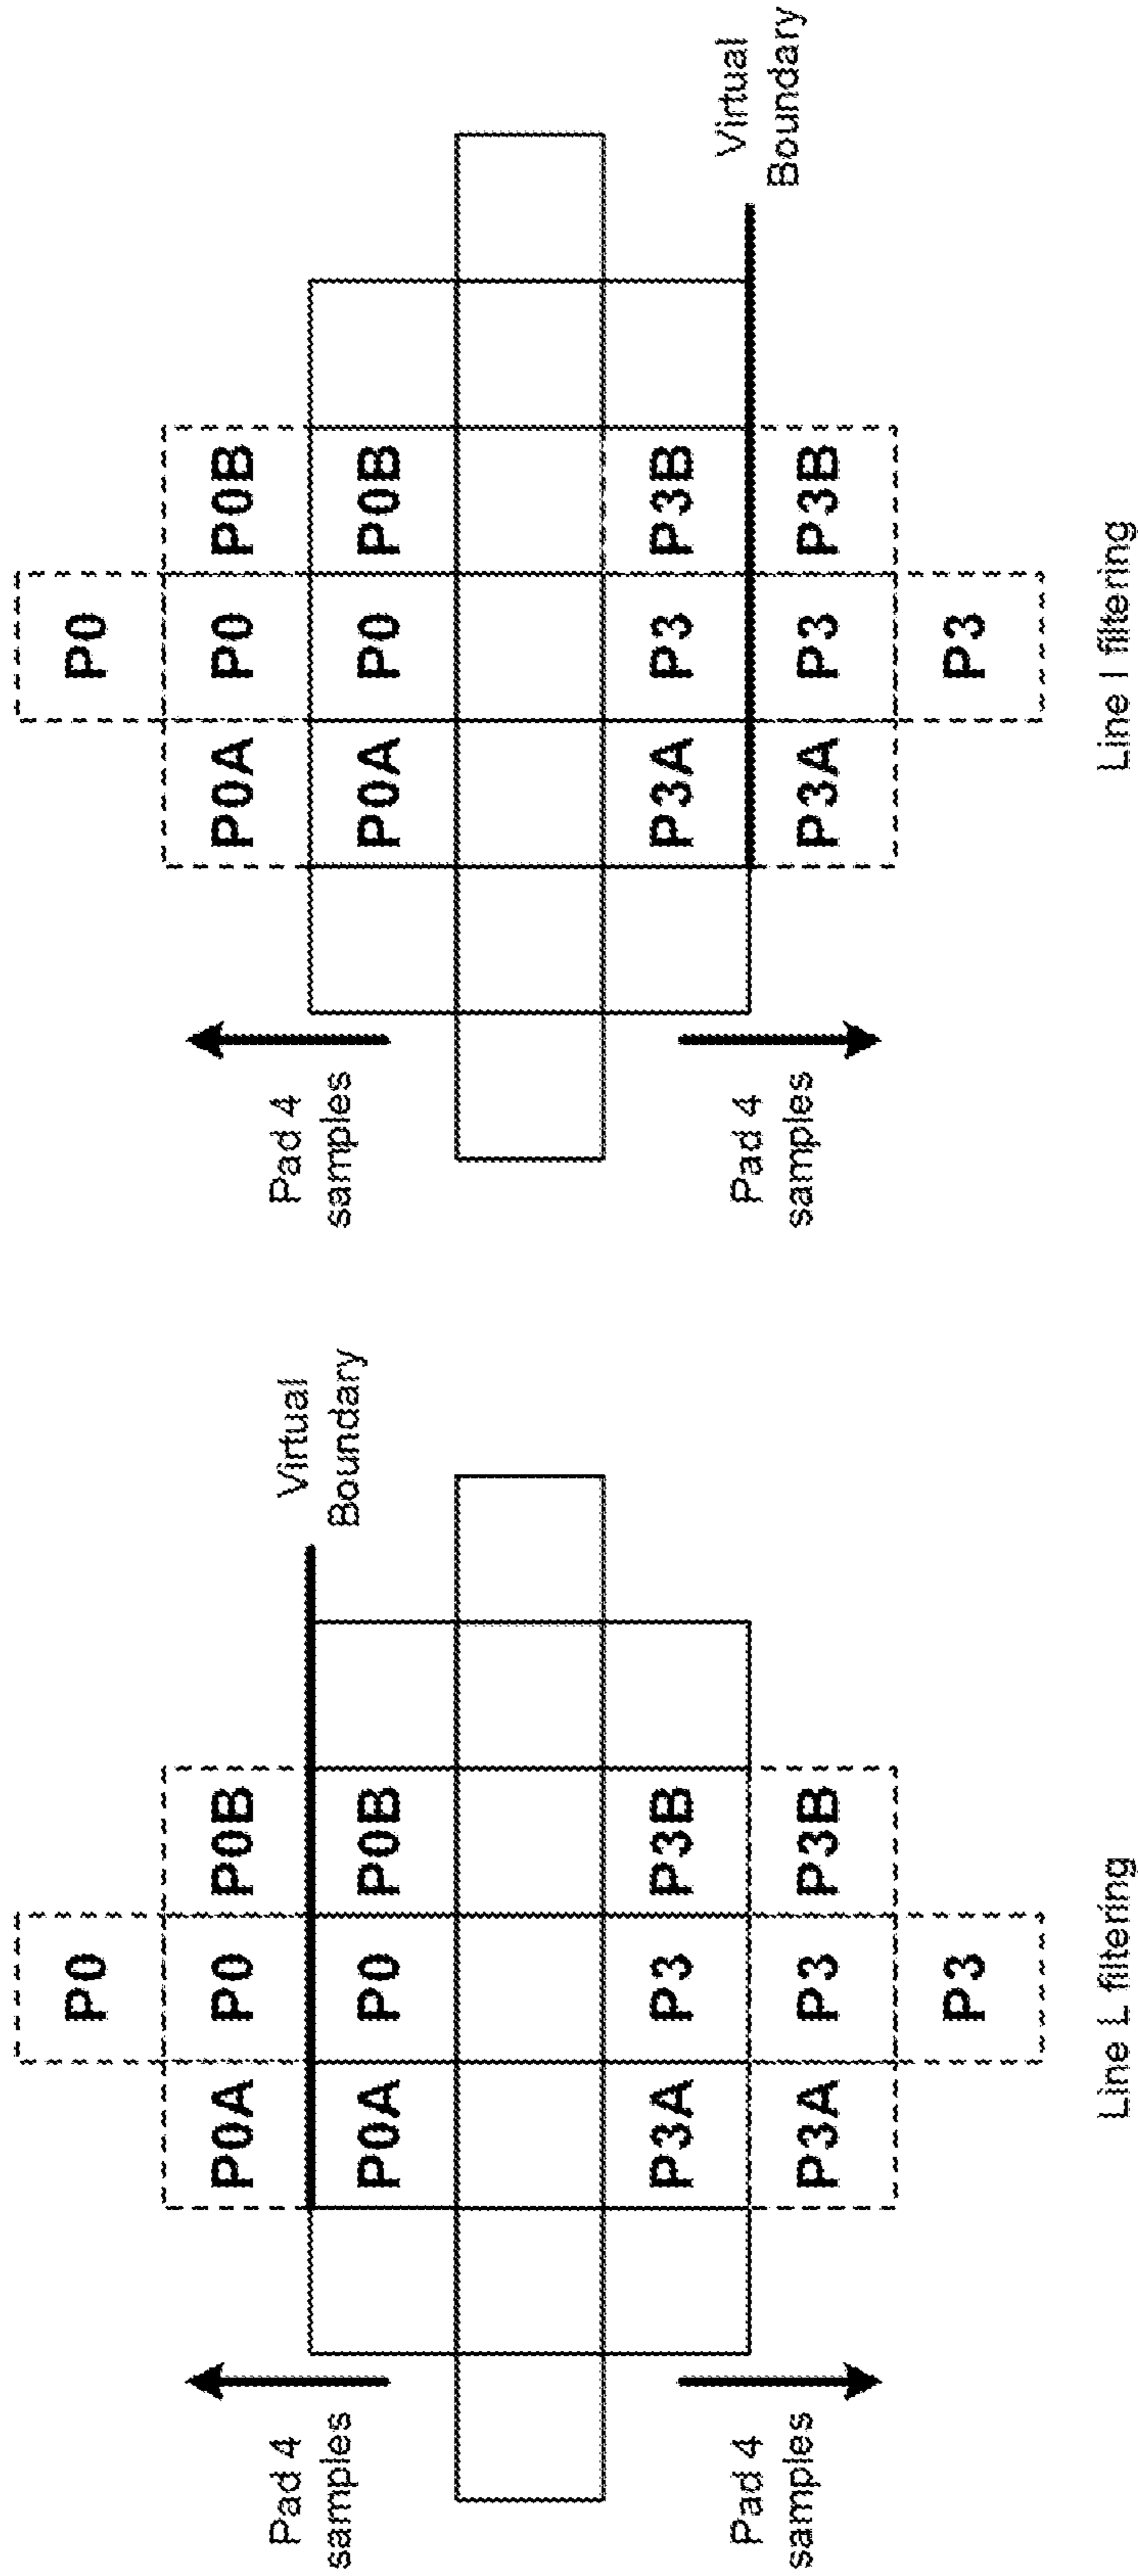 Pad 4
samples
Pad 4
samples
P0
P0A P0 P0B
P0A P0 P0B
P3A P3 P3B
P3A P3 P3B
P3
Virtual
Boundary
Line L filtering
Pad 4
samples
Pad 4
samples
P0
P0A P0 P0B
P0A P0 P0B
P3A P3 P3B
P3A P3 P3B
P3
Virtual
Boundary
Line I filtering